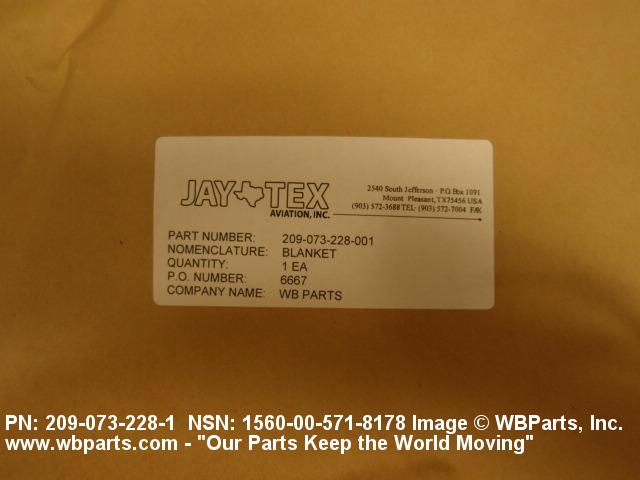 JAY TEX
AVIATION, INC.
2540 South Jefferson · P.O. Box 1091
Mount Pleasant, TX75456 USA
(903) 572-3688 TEL· (903) 572-7004 FAX
PART NUMBER: 209-073-228-001
NOMENCLATURE: BLANKET
QUANTITY: 1 EA
P.O. NUMBER: 6667
COMPANY NAME: WB PARTS
PN: 209-073-228-1 NSN: 1560-00-571-8178 Image © WBParts, Inc.
www.wbparts.com - "Our Parts Keep the World Moving"